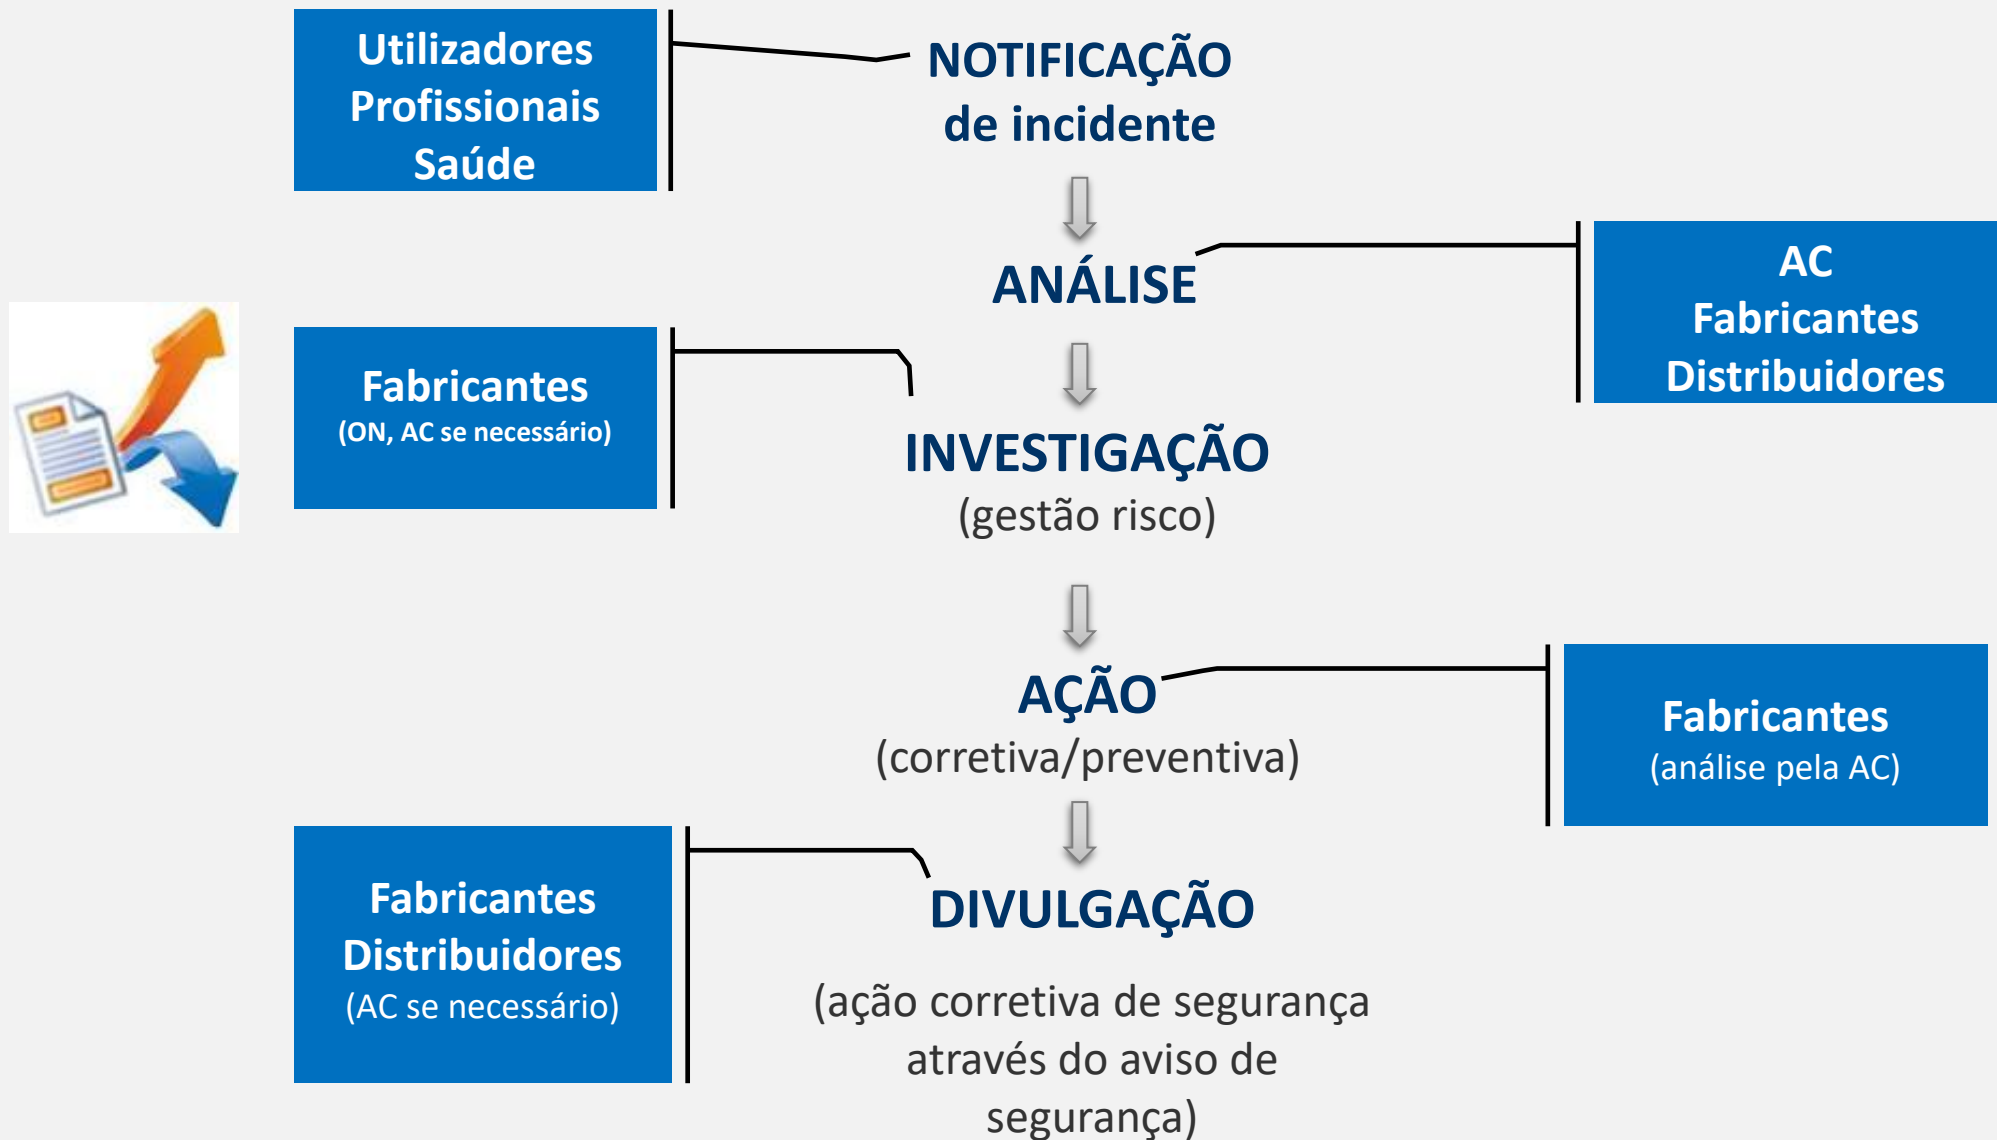 Utilizadores
Profissionais
Saúde
NOTIFICAÇÃO
de incidente
ANÁLISE
AC
Fabricantes
Distribuidores
Fabricantes
(ON, AC se necessário)
INVESTIGAÇÃO
(gestão risco)
AÇÃO
(corretiva/preventiva)
Fabricantes
(análise pela AC)
Fabricantes
Distribuidores
(AC se necessário)
DIVULGAÇÃO
(ação corretiva de segurança
através do aviso de
segurança)